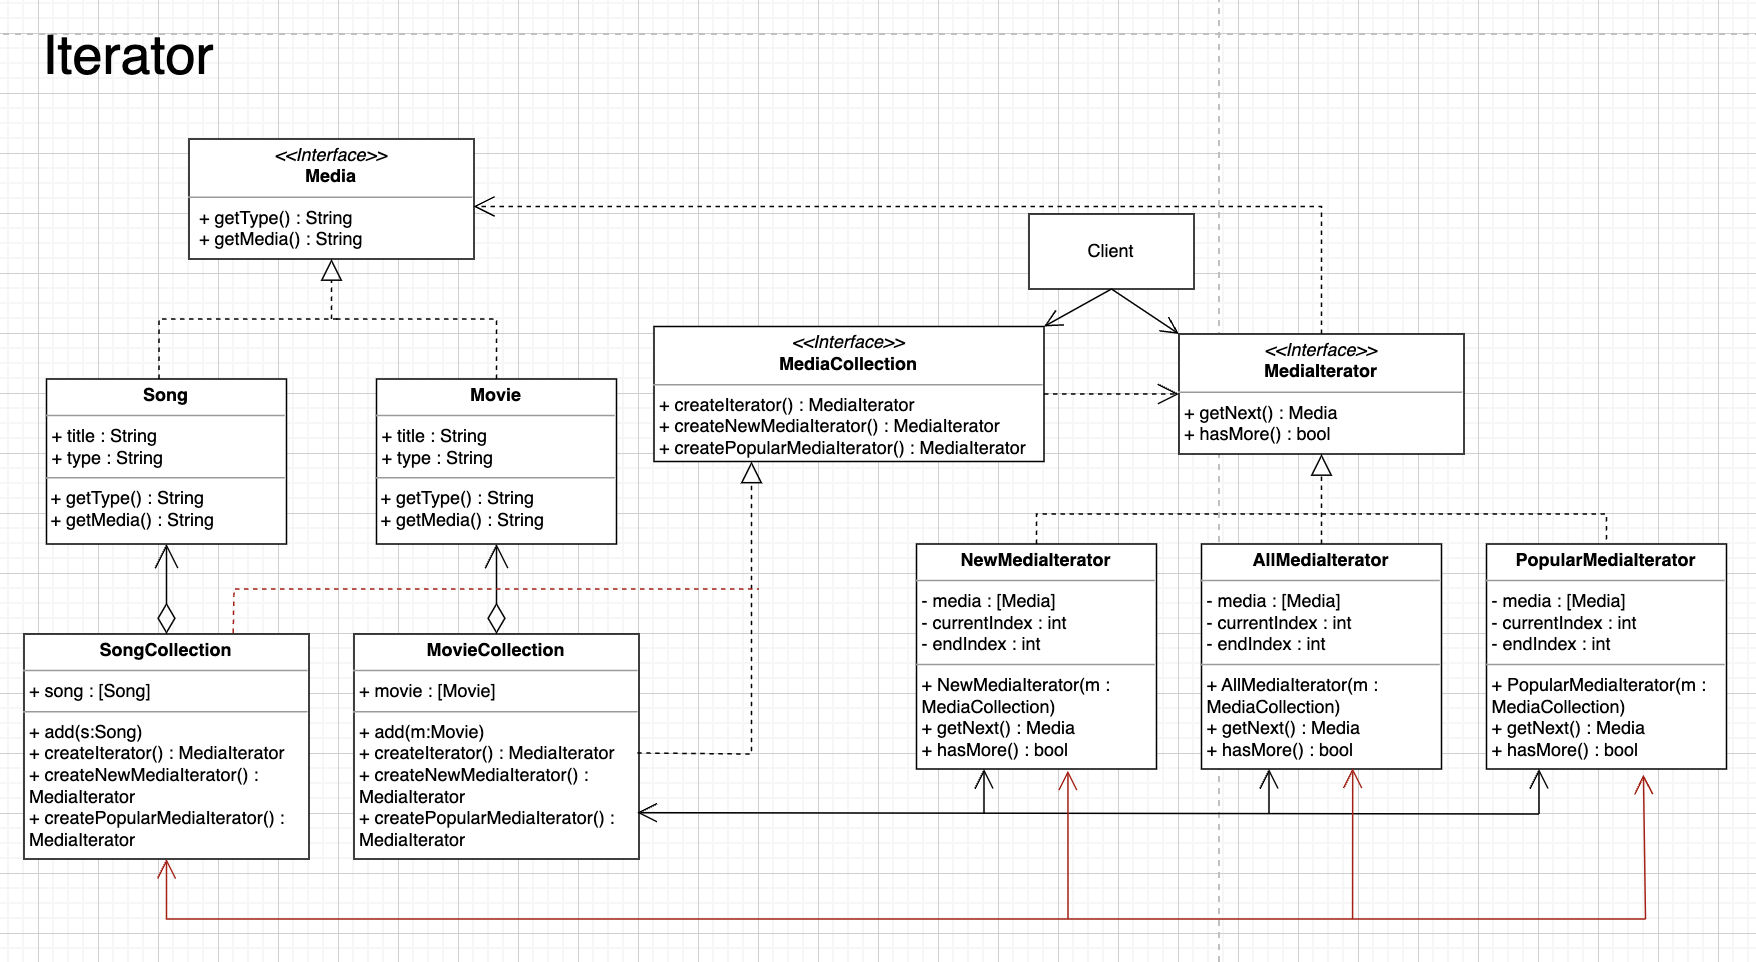 Iterator
<<Interface>>
Media
+ getType() : String
+ getMedia() : String
Client
<<Interface>>
MediaCollection
+ createIterator() : MediaIterator
+ createNewMediaIterator() : MediaIterator
+ createPopularMediaIterator() : MediaIterator
<<Interface>>
MediaIterator
+ getNext() : Media
+ hasMore() : bool
Song
+ title : String
+ type : String
+ getType() : String
+ getMedia() : String
Movie
+ title : String
+ type : String
+ getType() : String
+ getMedia() : String
NewMediaIterator
- media : [Media]
- currentIndex : int
- endIndex : int
+ NewMediaIterator(m :
MediaCollection)
+ getNext() : Media
+ hasMore() : bool
AllMediaIterator
- media : [Media]
- currentIndex : int
- endIndex : int
+ AllMediaIterator(m :
MediaCollection)
+ getNext() : Media
+ hasMore() : bool
PopularMediaIterator
- media : [Media]
- currentIndex : int
- endIndex : int
+ PopularMediaIterator(m :
MediaCollection)
+ getNext() : Media
+ hasMore() : bool
SongCollection
+ song : [Song]
+ add(s:Song)
+ createIterator() : MediaIterator
+ createNewMediaIterator() :
MediaIterator
+ createPopularMediaIterator() :
MediaIterator
MovieCollection
+ movie : [Movie]
+ add(m:Movie)
+ createIterator() : MediaIterator
+ createNewMediaIterator() :
MediaIterator
+ createPopularMediaIterator() :
MediaIterator